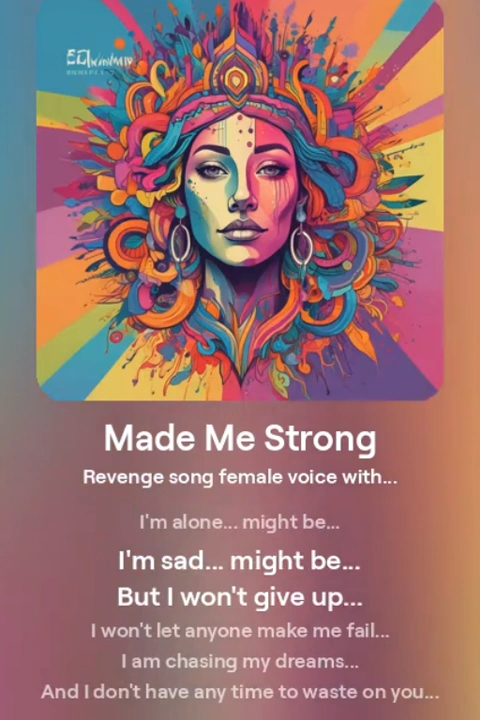 Made Me Strong
Revenge song female voice with...
I'm alone... might be...
I'm sad... might be...
But I won't give up...
I won't let anyone make me fail...
I am chasing my dreams...
And I don't have any time to waste on you...